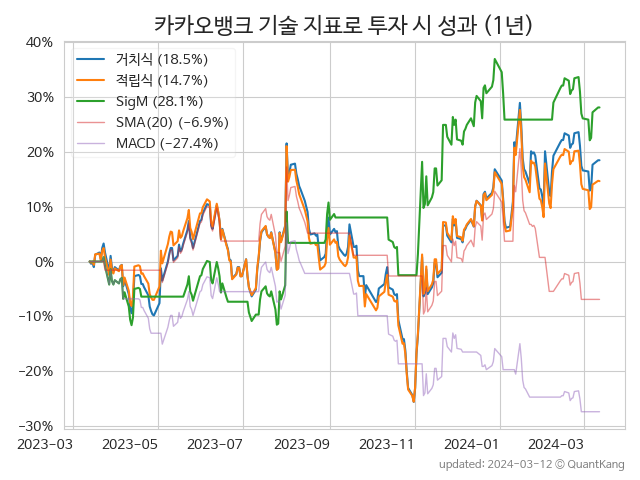 카카오뱅크 기술 지표로 투자 시 성과 (1년)
40%
30%
20%
10%
0%
−10%
−20%
−30%
거치식 (18.5%)
적립식 (14.7%)
SigM (28.1%)
SMA(20) (−6.9%)
MACD (−27.4%)
2023-03 2023-05 2023-07 2023-09 2023-11 2024-01 2024-03
updated: 2024-03-12 © QuantKang